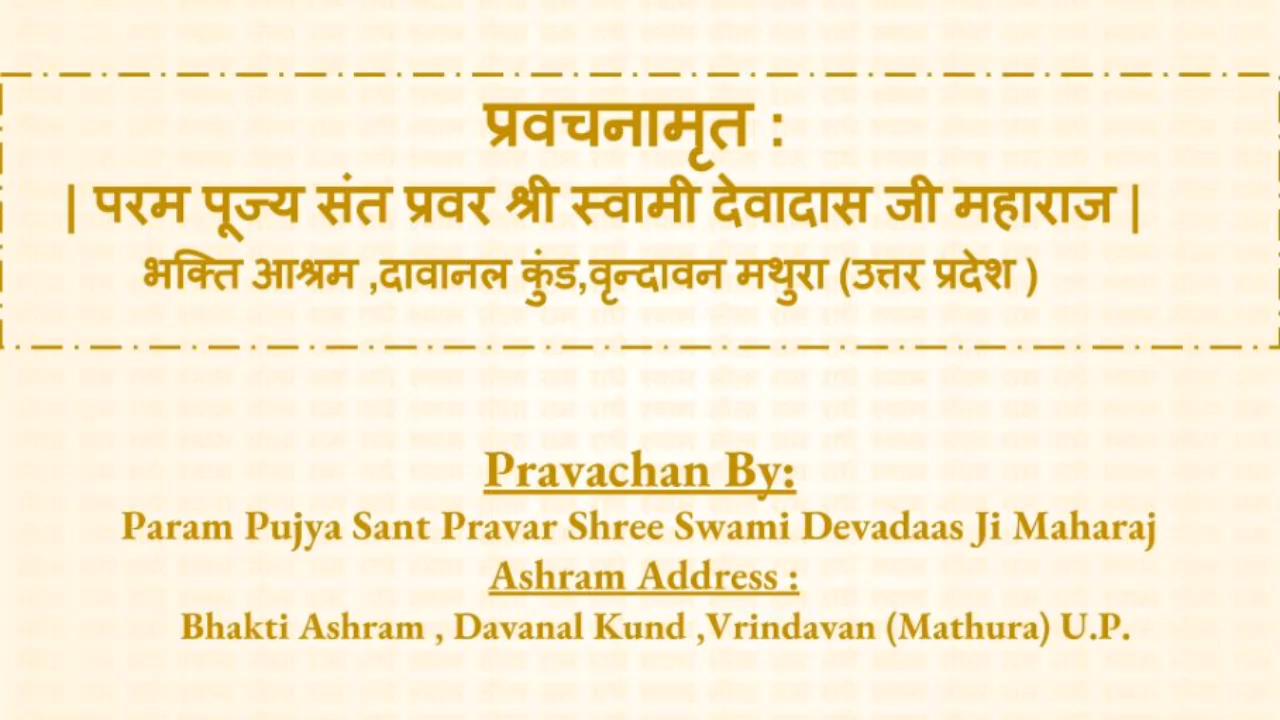 प्रवचनामृत :
| परम पूज्य संत प्रवर श्री स्वामी देवादास जी महाराज |
भक्ति आश्रम ,दावानल कुंड,वृन्दावन मथुरा (उत्तर प्रदेश )
Pravachan By:
Param Pujya Sant Pravar Shree Swami Devadaas Ji Maharaj
Ashram Address :
Bhakti Ashram , Davanal Kund ,Vrindavan (Mathura) U.P.